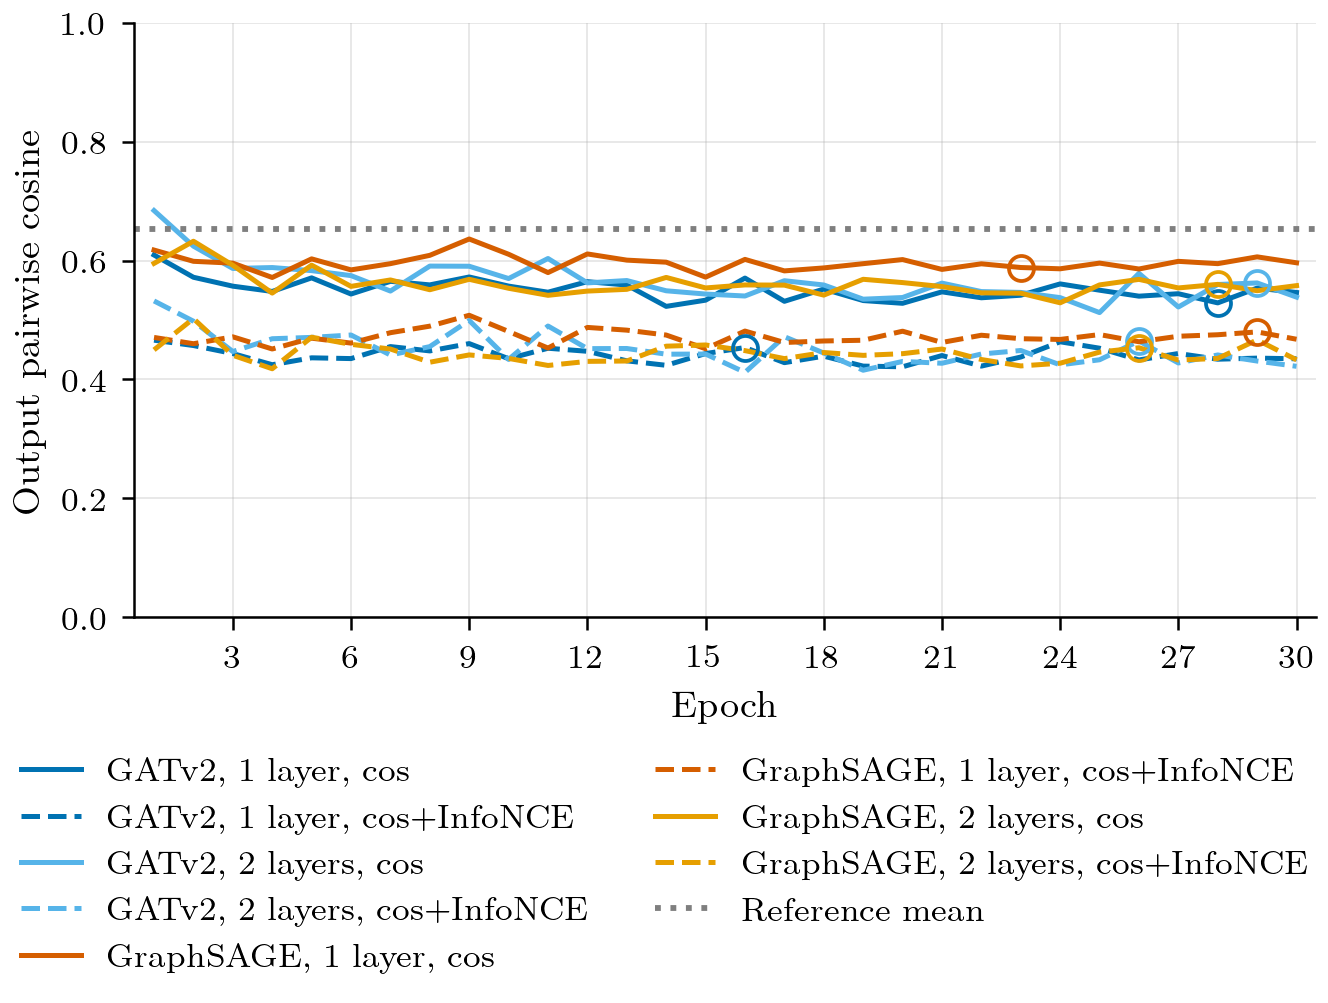 Output pairwise cosine
1.0
0.8
0.6
0.4
0.2
0.0
3 6 9 12 15 18 21 24 27 30
Epoch
GATv2, 1 layer, cos
GATv2, 1 layer, cos+InfoNCE
GATv2, 2 layers, cos
GATv2, 2 layers, cos+InfoNCE
GraphSAGE, 1 layer, cos
GraphSAGE, 1 layer, cos+InfoNCE
GraphSAGE, 2 layers, cos
GraphSAGE, 2 layers, cos+InfoNCE
Reference mean